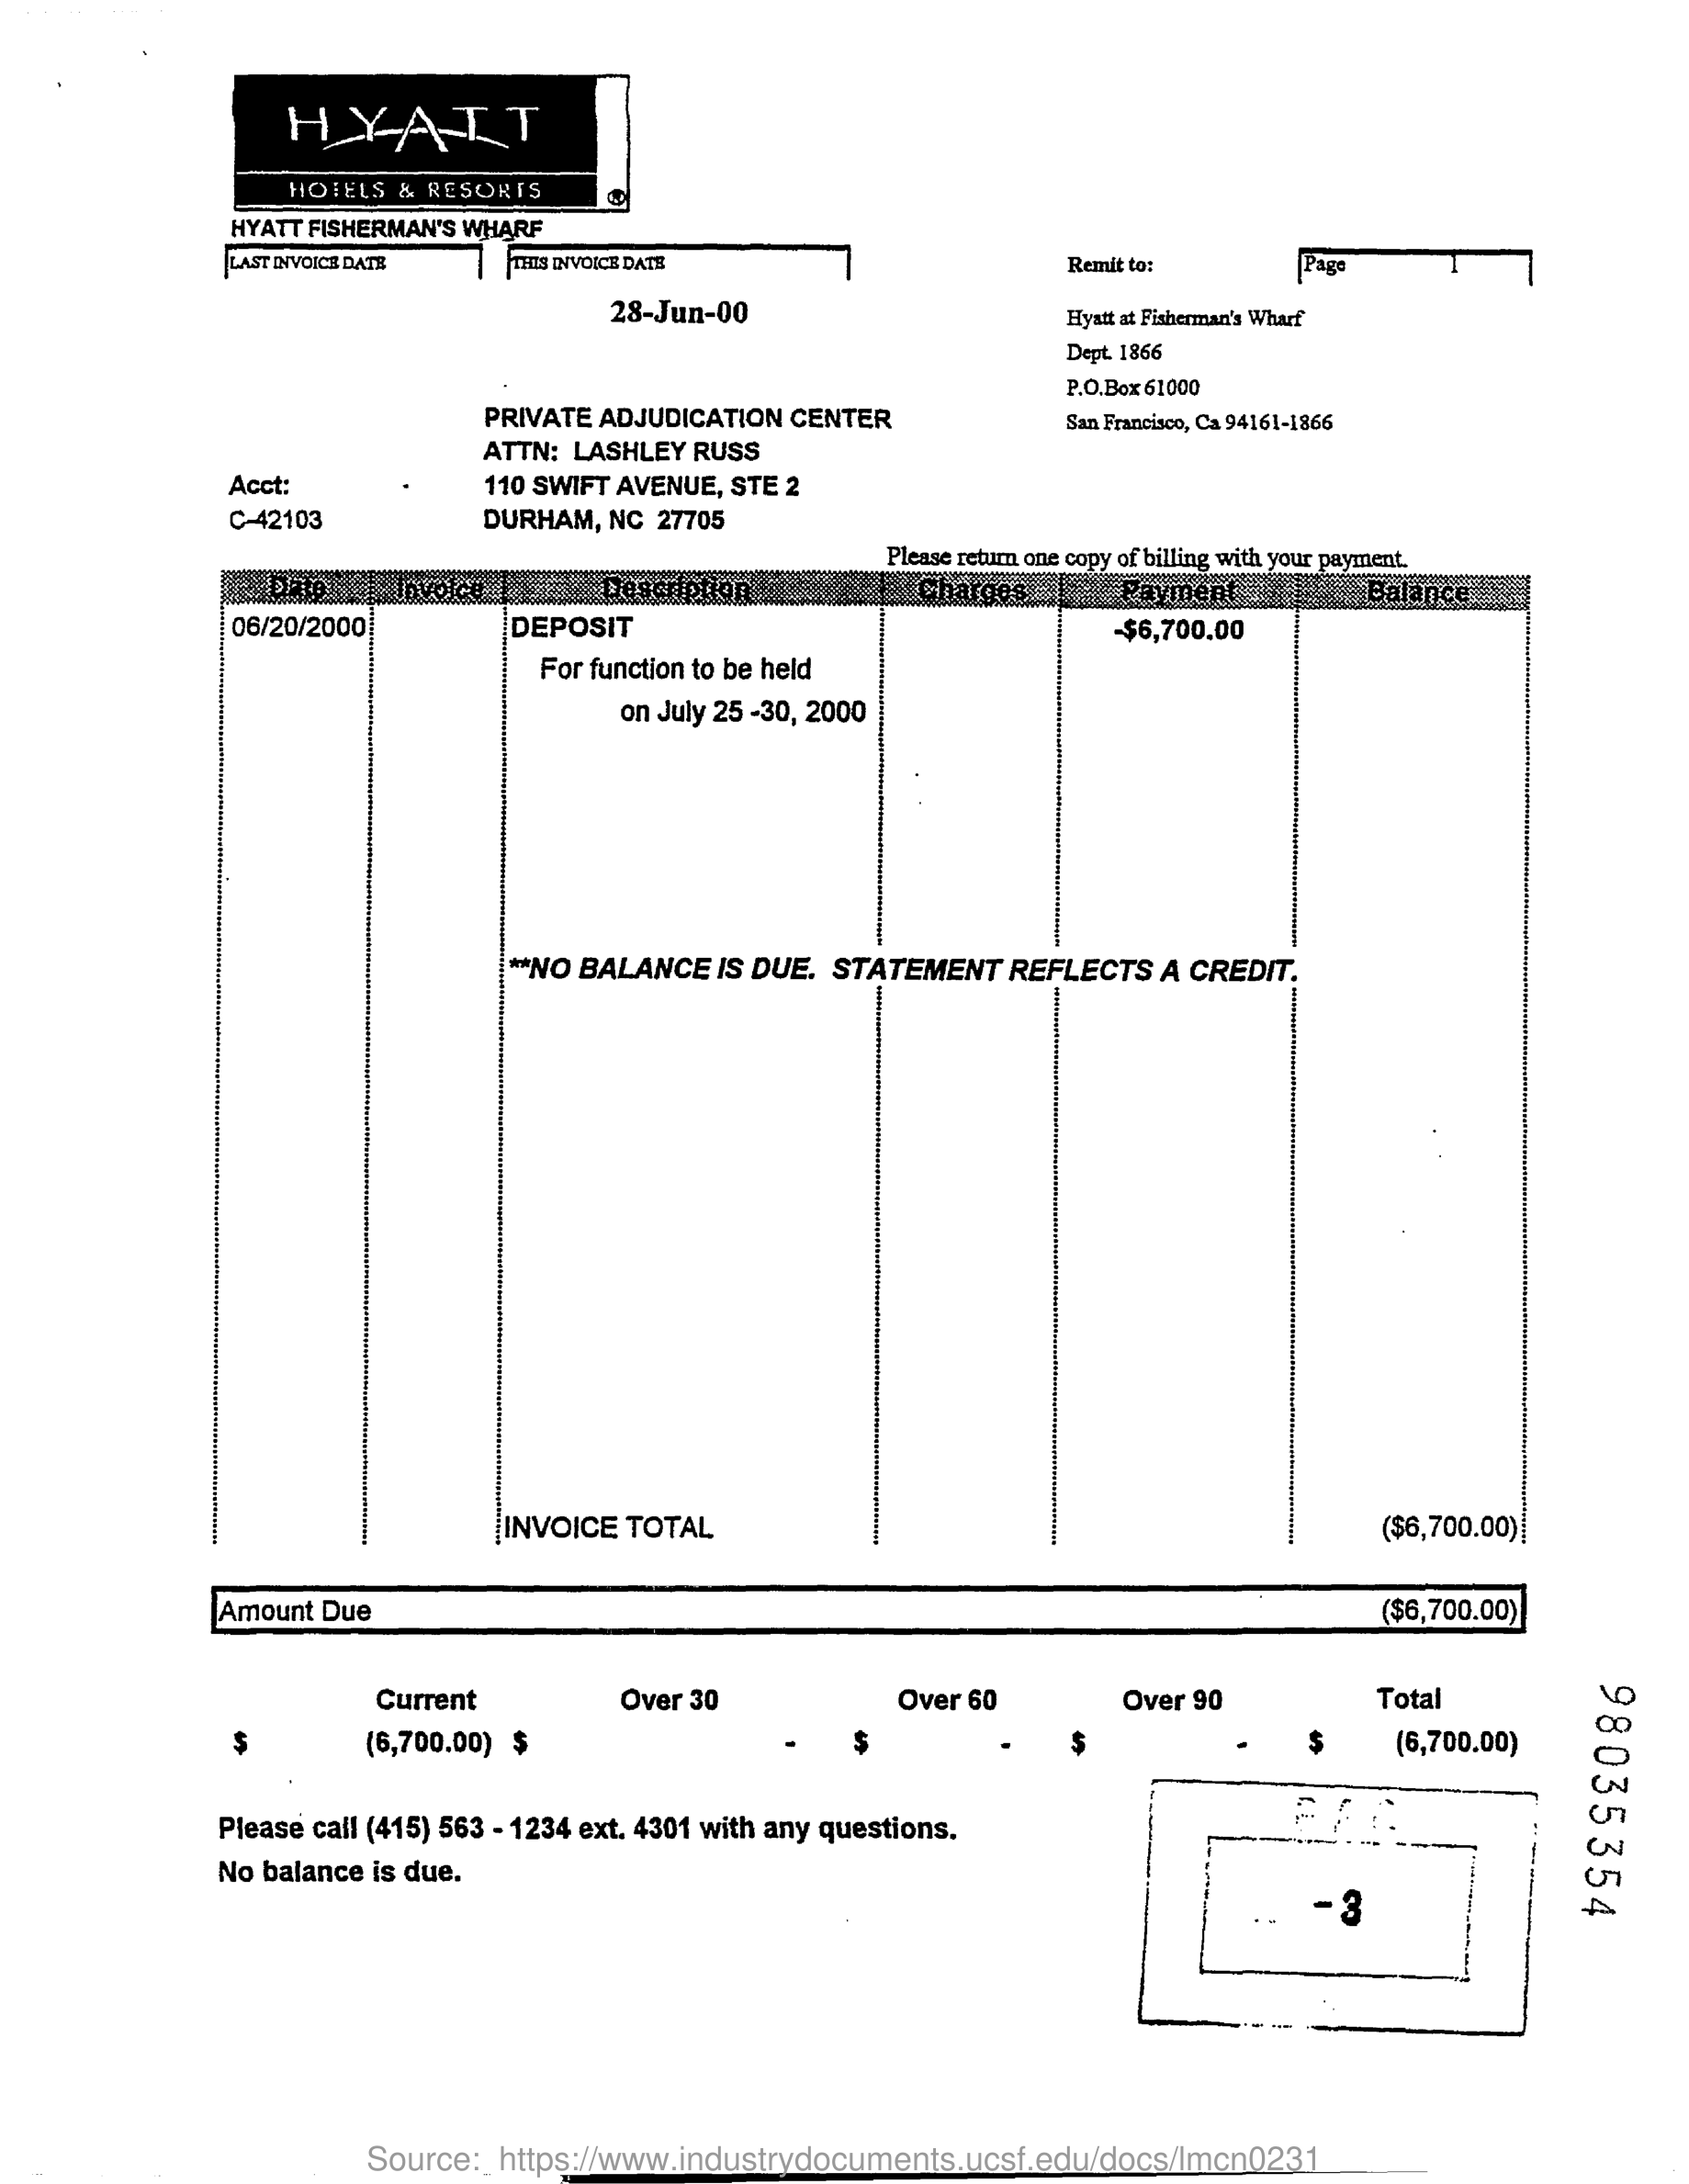 HYATT
HOTELS & RESORTS
®
HYATT FISHERMAN'S WHARF
LAST INVOICE DATE THIS INVOICE DATE Remit to: Page 1
28-Jun-00
Hyatt at Fisherman's Wharf
Dept. 1866
P.O.Box 61000
San Francisco, Ca 94161-1866
PRIVATE ADJUDICATION CENTER
ATTN: LASHLEY RUSS
Acct: 110 SWIFT AVENUE, STE 2
C-42103 DURHAM, NC 27705
Please return one copy of billing with your payment.
Date Invoice Description Charges Payment Balance
06/20/2000 DEPOSIT -$6,700.00
For function to be held
on July 25 -30, 2000
**NO BALANCE IS DUE. STATEMENT REFLECTS A CREDIT.
INVOICE TOTAL ($6,700.00)
Amount Due ($6,700.00)
Current Over 30 Over 60 Over 90 Total
$ (6,700.00) $ - $ - $ - $ (6,700.00)
Please call (415) 563 - 1234 ext. 4301 with any questions.
No balance is due.
- 3
98035354
Source: https://www.industrydocuments.ucsf.edu/docs/lmcn0231